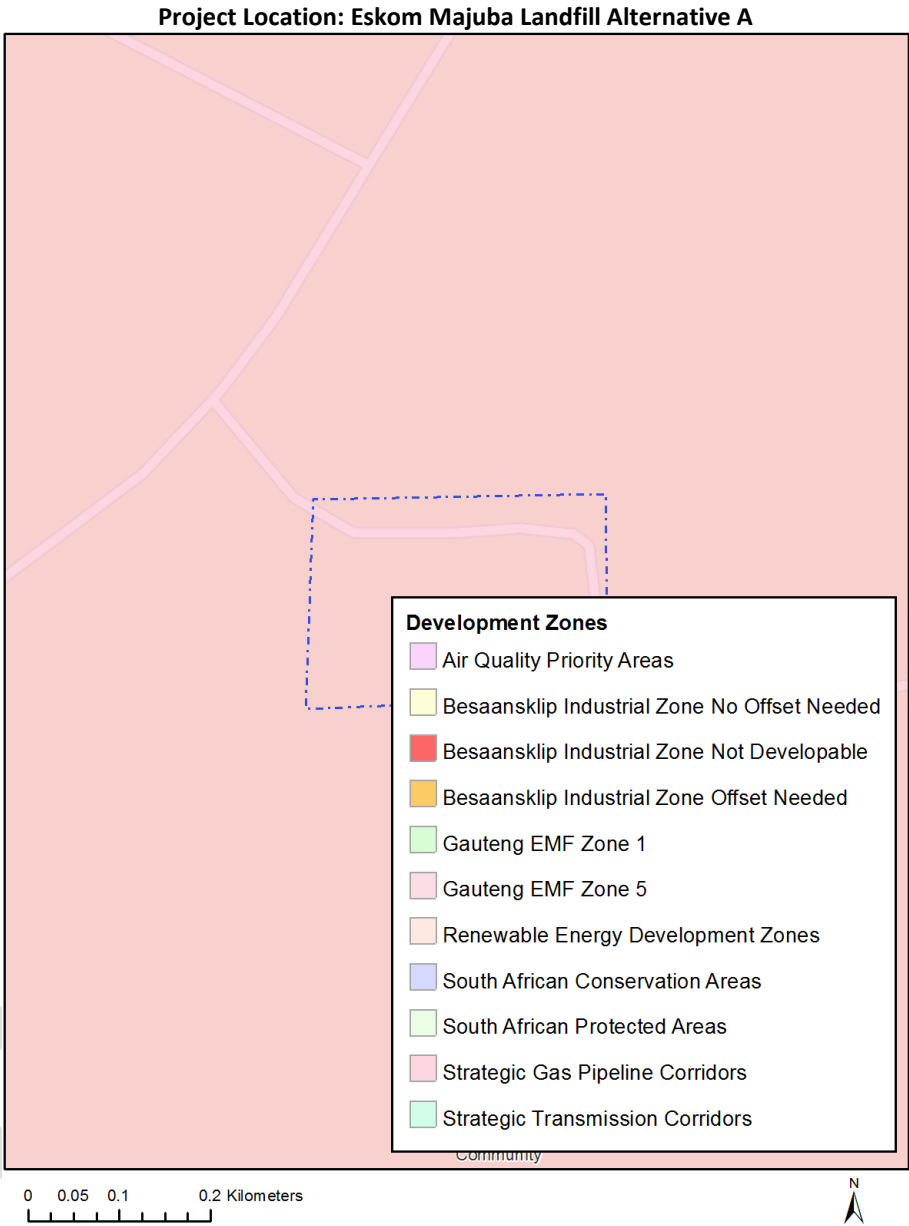 Project Location: Eskom Majuba Landfill Alternative A
Development Zones
Air Quality Priority Areas
Besaansklip Industrial Zone No Offset Needed
Besaansklip Industrial Zone Not Developable
Besaansklip Industrial Zone Offset Needed
Gauteng EMF Zone 1
Gauteng EMF Zone 5
Renewable Energy Development Zones
South African Conservation Areas
South African Protected Areas
Strategic Gas Pipeline Corridors
Strategic Transmission Corridors
Community
0 0.05 0.1 0.2 Kilometers
N